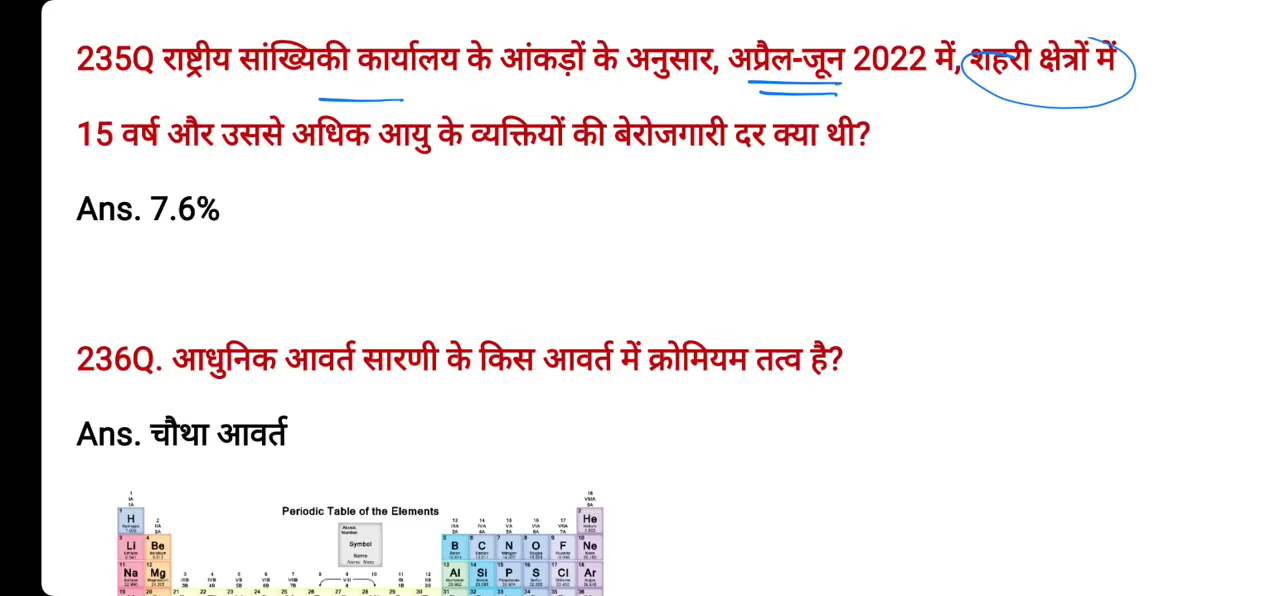 235Q राष्ट्रीय सांख्यिकी कार्यालय के आंकड़ों के अनुसार, अप्रैल-जून 2022 में, शहरी क्षेत्रों में
15 वर्ष और उससे अधिक आयु के व्यक्तियों की बेरोजगारी दर क्या थी?
Ans. 7.6%
236Q. आधुनिक आवर्त सारणी के किस आवर्त में क्रोमियम तत्व है?
Ans. चौथा आवर्त
Periodic Table of the Elements
Symbol
Name
H He
Li Be B C N O F Ne
Na Mg Al Si P S Cl Ar